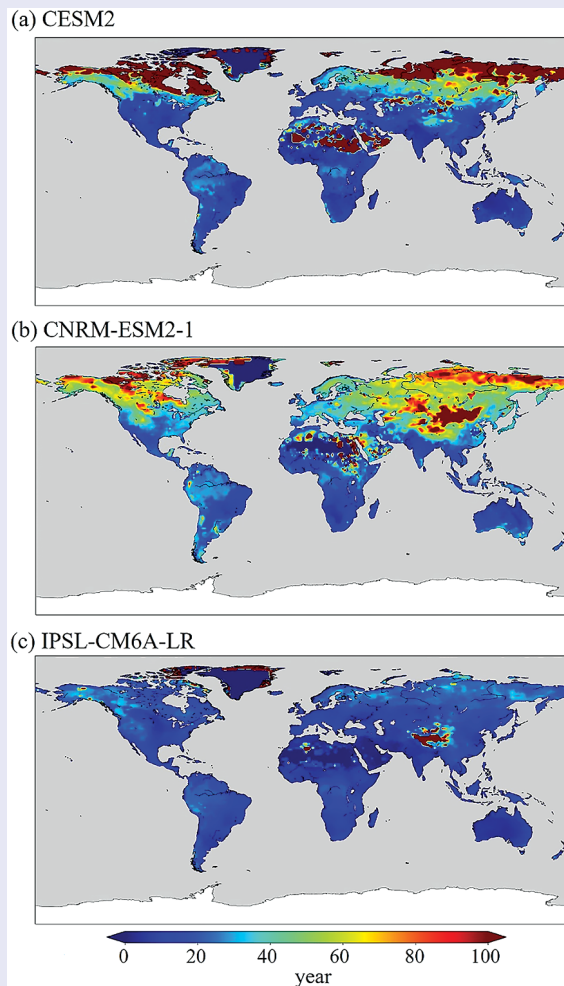 (a) CESM2
(b) CNRM-ESM2-1
(c) IPSL-CM6A-LR
0 20 40 60 80 100
year